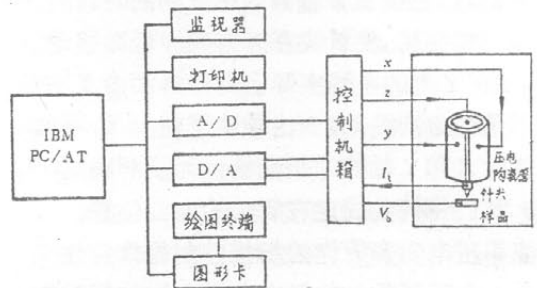 监视器
打印机
IBM
PC/AT
A/D
D/A
绘图终端
图形卡
控制机箱
x
z
y
I_t
V_b
压电
陶瓷管
针尖
样品